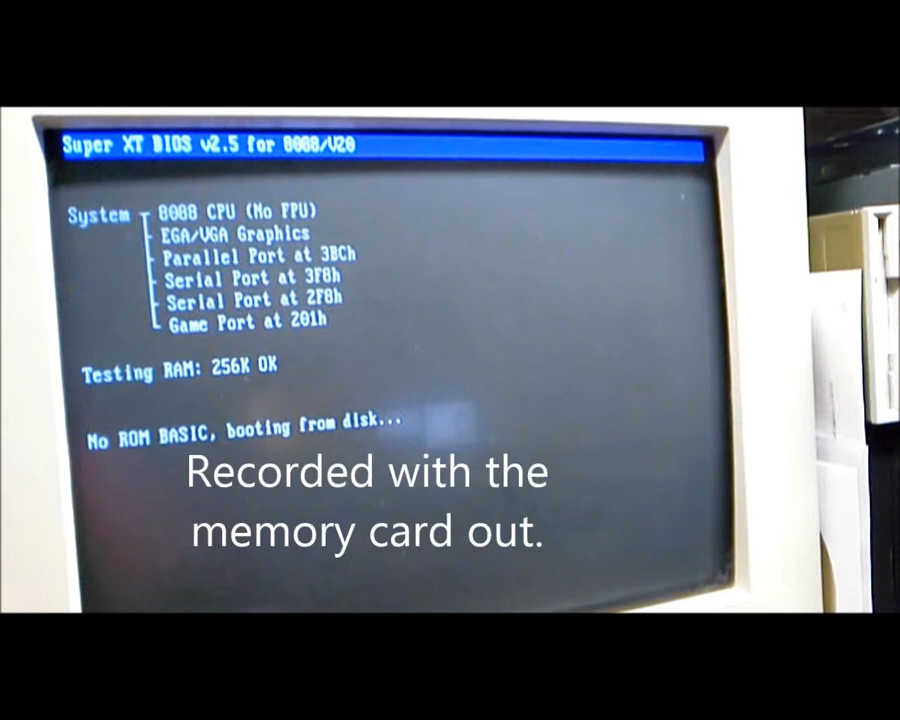 Super XT BIOS v2.5 for 8088/V20
System
8088 CPU (No FPU)
EGA/VGA Graphics
Parallel Port at 3BCh
Serial Port at 3F8h
Serial Port at 2F8h
Game Port at 201h
Testing RAM: 256K OK
No ROM BASIC, booting from disk...
Recorded with the
memory card out.